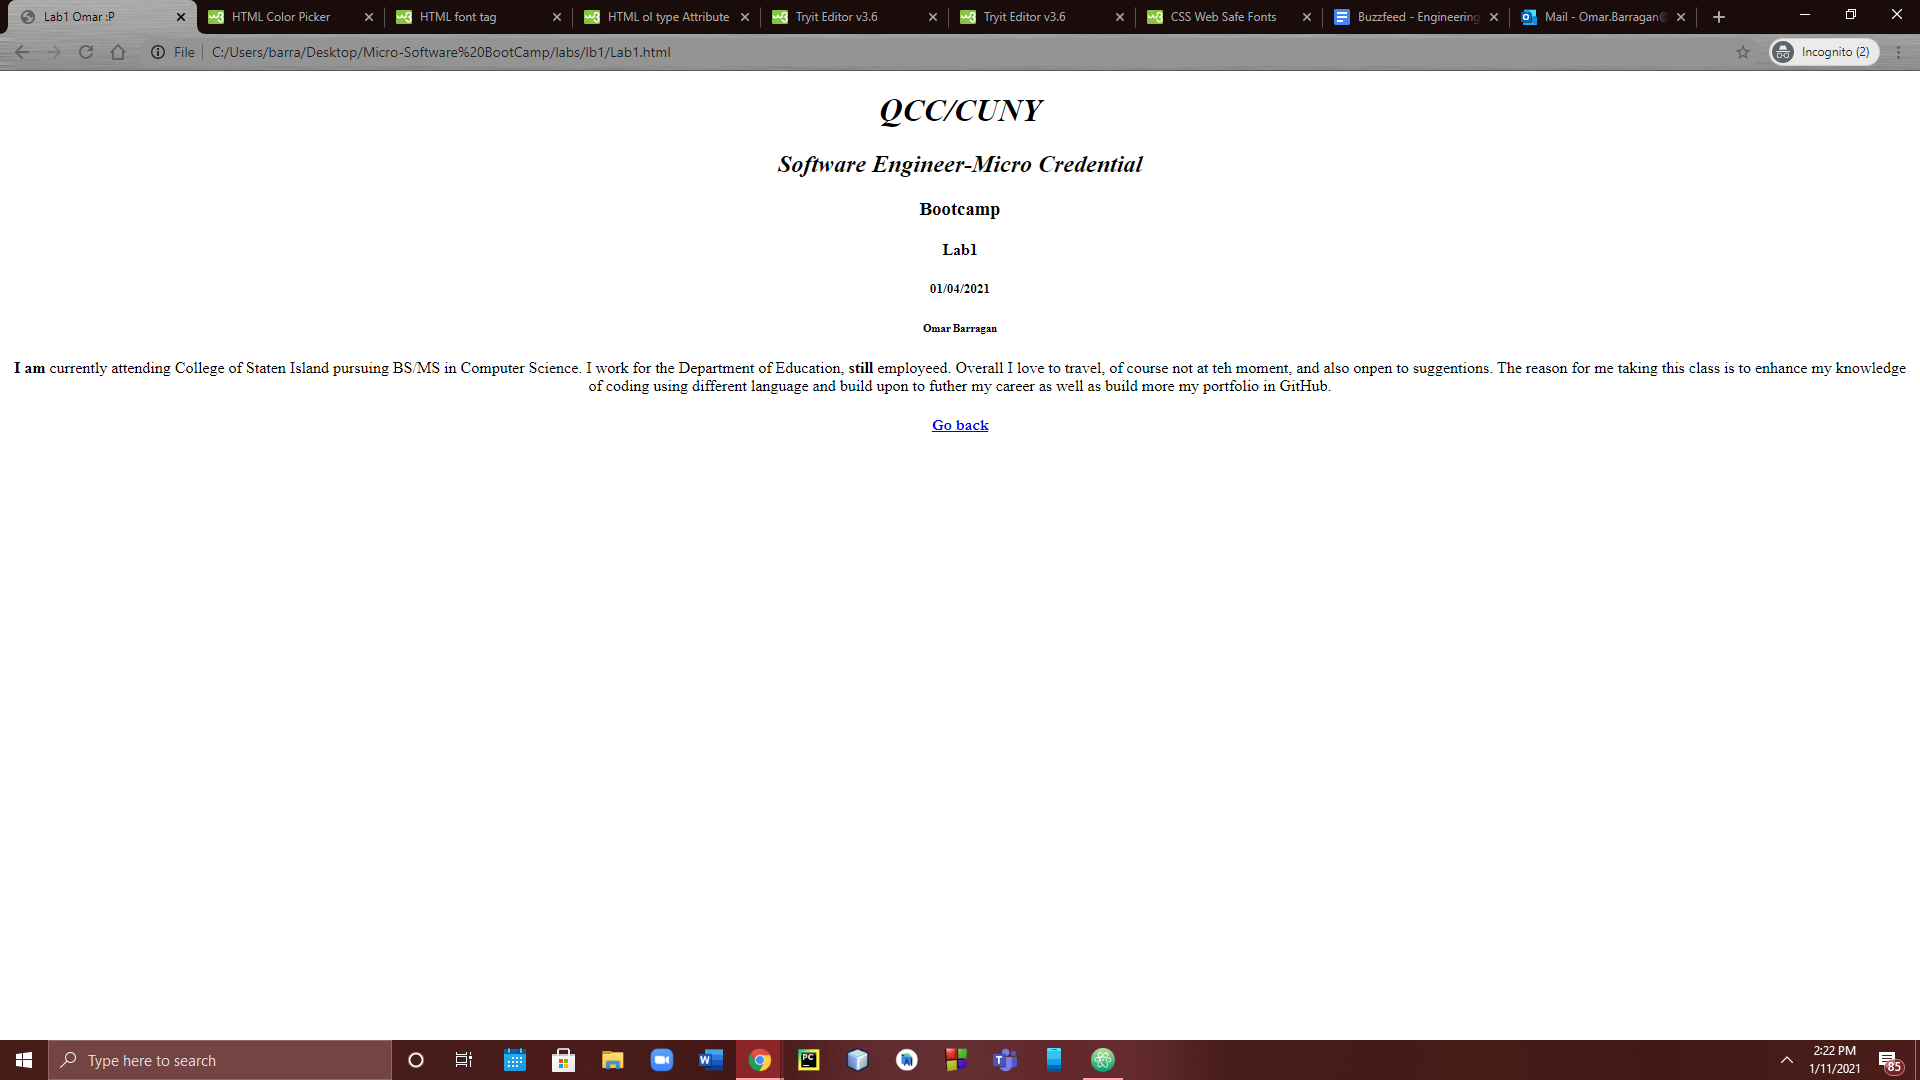 Lab1 Omar :P
HTML Color Picker
HTML font tag
HTML ol type Attribute
Tryit Editor v3.6
Tryit Editor v3.6
CSS Web Safe Fonts
Buzzfeed - Engineering
Mail - Omar.Barragan@
File
C:/Users/barra/Desktop/Micro-Software%20BootCamp/labs/lb1/Lab1.html
Incognito (2)
QCC/CUNY
Software Engineer-Micro Credential
Bootcamp
Lab1
01/04/2021
Omar Barragan
I am currently attending College of Staten Island pursuing BS/MS in Computer Science. I work for the Department of Education, still employeed. Overall I love to travel, of course not at teh moment, and also onpen to suggestions. The reason for me taking this class is to enhance my knowledge
of coding using different language and build upon to futher my career as well as build more my portfolio in GitHub.
Go back
Type here to search
2:22 PM
1/11/2021
85